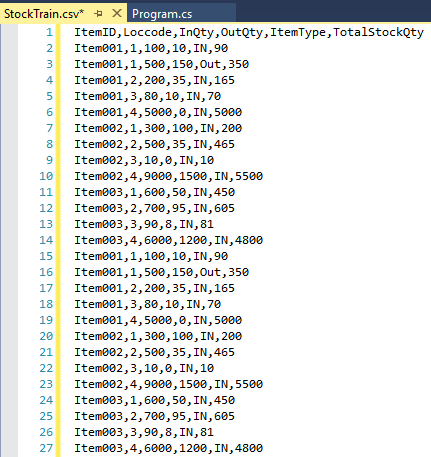 StockTrain.csv* Program.cs
1 ItemID,Loccode,InQty,OutQty,ItemType,TotalStockQty
2 Item001,1,100,10,IN,90
3 Item001,1,500,150,Out,350
4 Item001,2,200,35,IN,165
5 Item001,3,80,10,IN,70
6 Item001,4,5000,0,IN,5000
7 Item002,1,300,100,IN,200
8 Item002,2,500,35,IN,465
9 Item002,3,10,0,IN,10
10 Item002,4,9000,1500,IN,5500
11 Item003,1,600,50,IN,450
12 Item003,2,700,95,IN,605
13 Item003,3,90,8,IN,81
14 Item003,4,6000,1200,IN,4800
15 Item001,1,100,10,IN,90
16 Item001,1,500,150,Out,350
17 Item001,2,200,35,IN,165
18 Item001,3,80,10,IN,70
19 Item001,4,5000,0,IN,5000
20 Item002,1,300,100,IN,200
21 Item002,2,500,35,IN,465
22 Item002,3,10,0,IN,10
23 Item002,4,9000,1500,IN,5500
24 Item003,1,600,50,IN,450
25 Item003,2,700,95,IN,605
26 Item003,3,90,8,IN,81
27 Item003,4,6000,1200,IN,4800